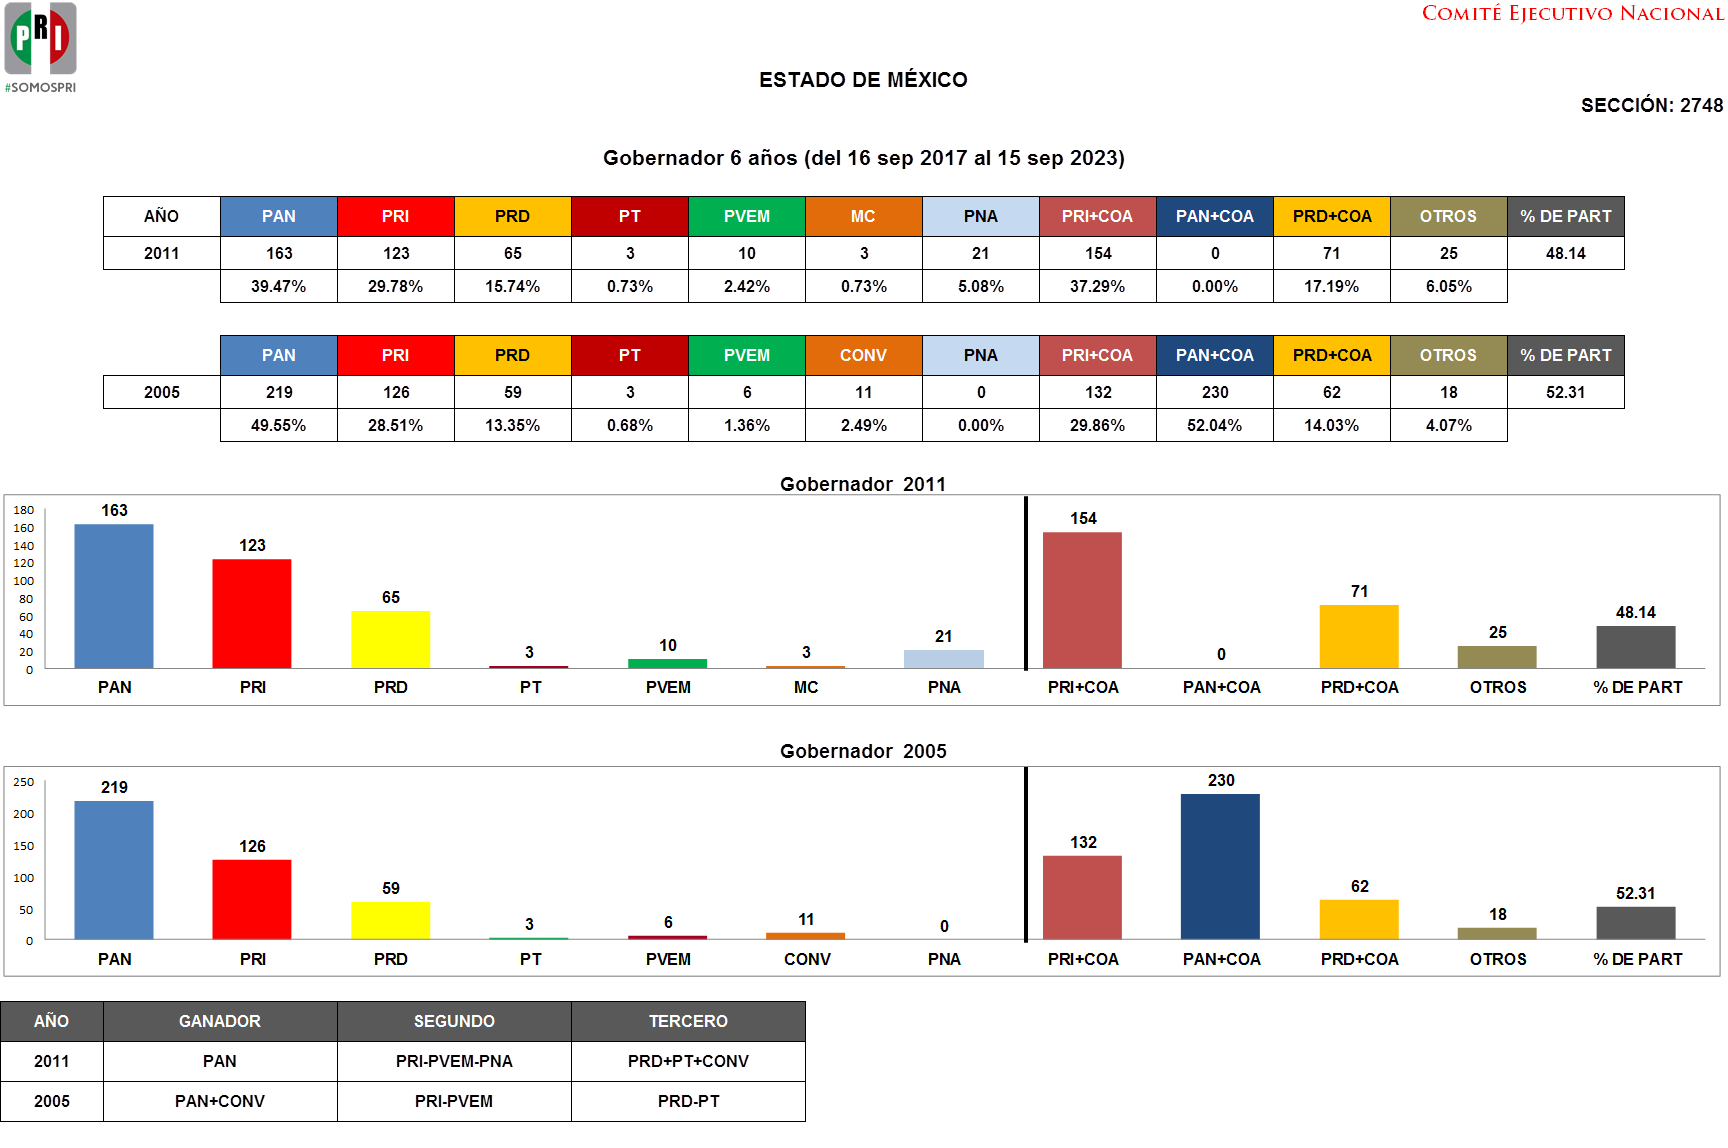 PRI
#SOMOSPRI
COMITÉ EJECUTIVO NACIONAL
ESTADO DE MÉXICO
SECCIÓN: 2748
Gobernador 6 años (del 16 sep 2017 al 15 sep 2023)
AÑO PAN PRI PRD PT PVEM MC PNA PRI+COA PAN+COA PRD+COA OTROS % DE PART
2011 163 123 65 3 10 3 21 154 0 71 25 48.14
39.47% 29.78% 15.74% 0.73% 2.42% 0.73% 5.08% 37.29% 0.00% 17.19% 6.05%
PAN PRI PRD PT PVEM CONV PNA PRI+COA PAN+COA PRD+COA OTROS % DE PART
2005 219 126 59 3 6 11 0 132 230 62 18 52.31
49.55% 28.51% 13.35% 0.68% 1.36% 2.49% 0.00% 29.86% 52.04% 14.03% 4.07%
Gobernador 2011
180
160
140
120
100
80
60
40
20
0
163 123 65 3 10 3 21 154 0 71 25 48.14
PAN PRI PRD PT PVEM MC PNA PRI+COA PAN+COA PRD+COA OTROS % DE PART
Gobernador 2005
250
200
150
100
50
0
219 126 59 3 6 11 0 132 230 62 18 52.31
PAN PRI PRD PT PVEM CONV PNA PRI+COA PAN+COA PRD+COA OTROS % DE PART
AÑO GANADOR SEGUNDO TERCERO
2011 PAN PRI-PVEM-PNA PRD+PT+CONV
2005 PAN+CONV PRI-PVEM PRD-PT